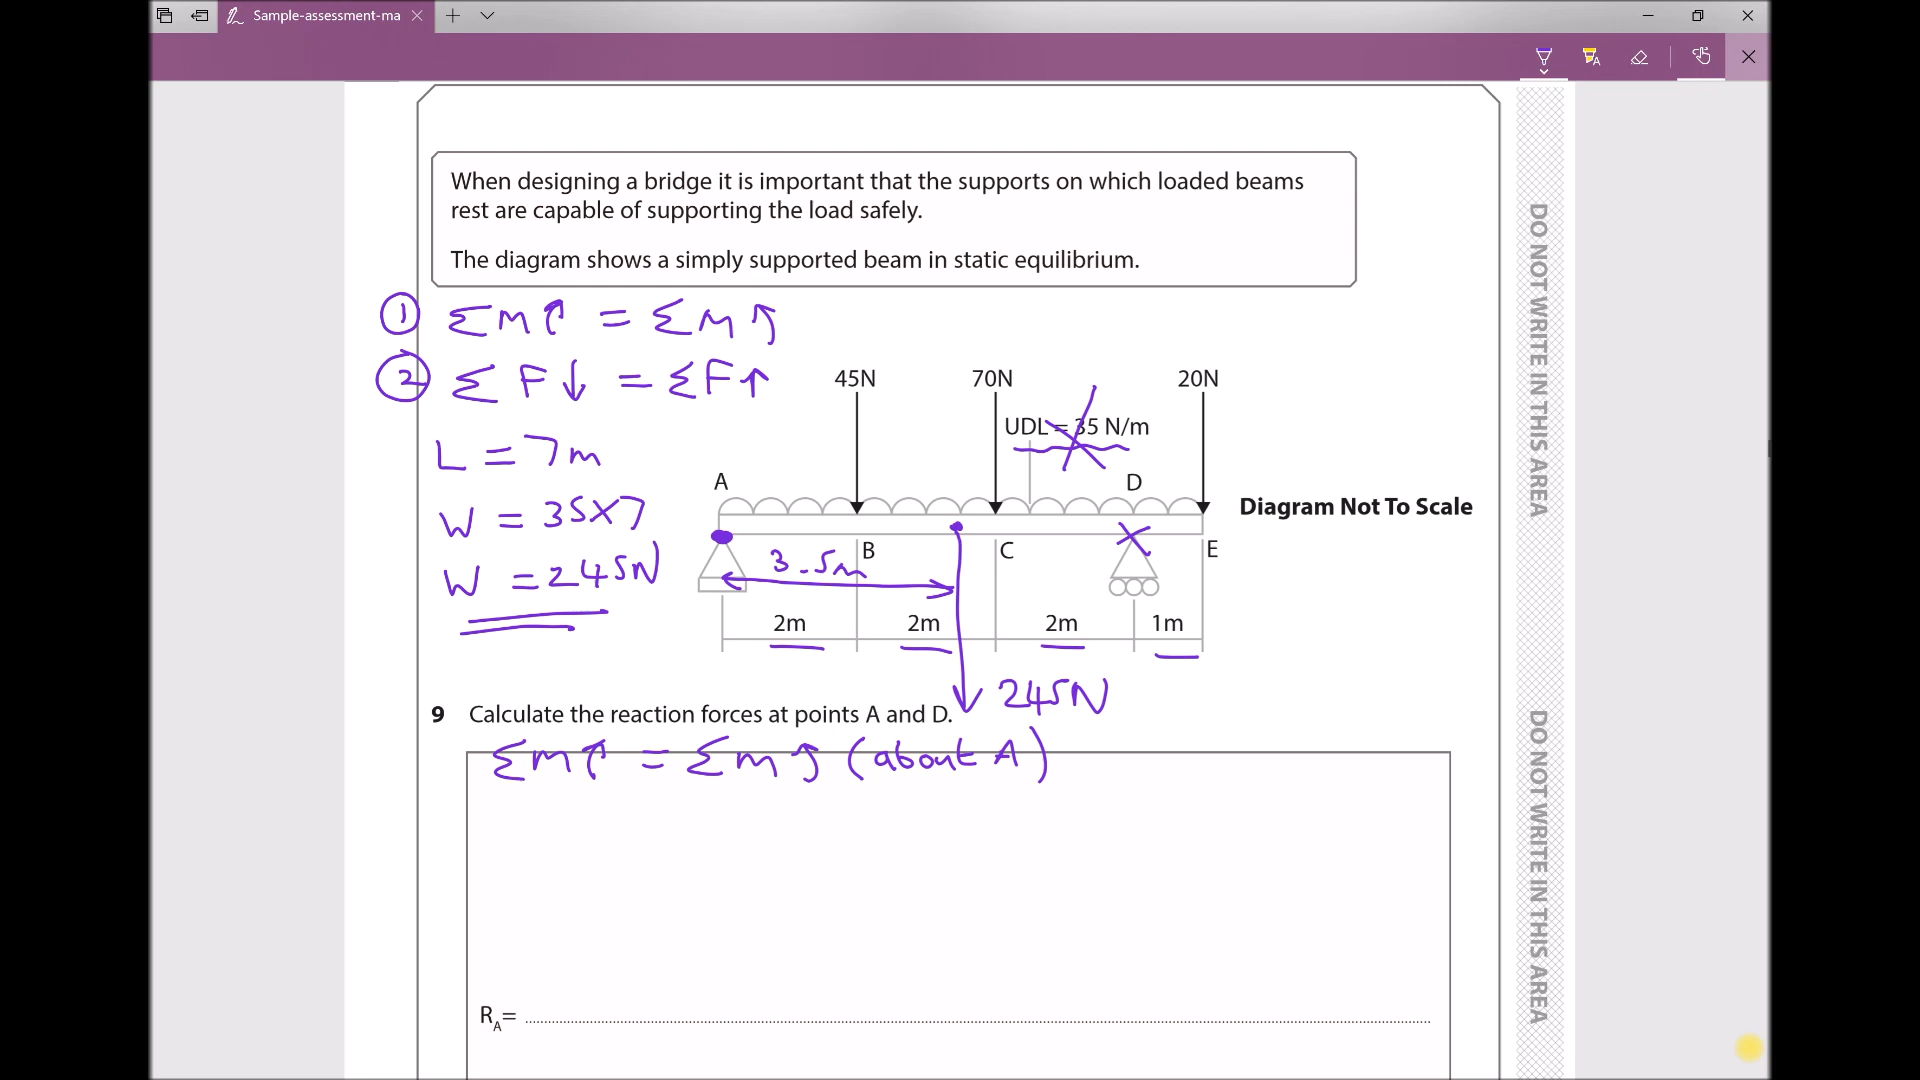 Sample-assessment-ma
When designing a bridge it is important that the supports on which loaded beams
rest are capable of supporting the load safely.
The diagram shows a simply supported beam in static equilibrium.
① ΣM↻ = ΣM↺
② ΣF↓ = ΣF↑
45N 70N 20N
UDL = 35 N/m
L = 7m
A D
W = 35×7
Diagram Not To Scale
B C E
3.5m
W = 245N
2m 2m 2m 1m
245N
9 Calculate the reaction forces at points A and D.
Σm↻ = Σm↺ (about A)
RA=
DO NOT WRITE IN THIS AREA
DO NOT WRITE IN THIS AREA